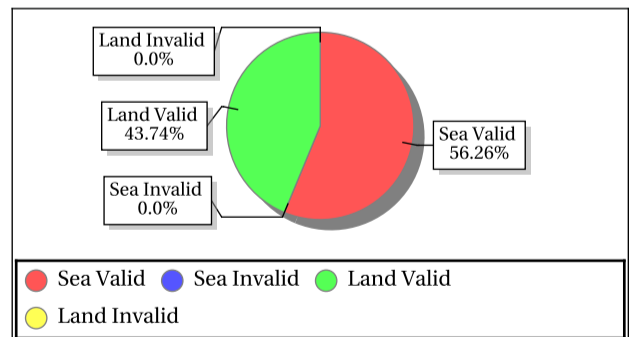 Land Invalid
0.0%
Land Valid
43.74%
Sea Valid
56.26%
Sea Invalid
0.0%
Sea Valid Sea Invalid Land Valid
Land Invalid